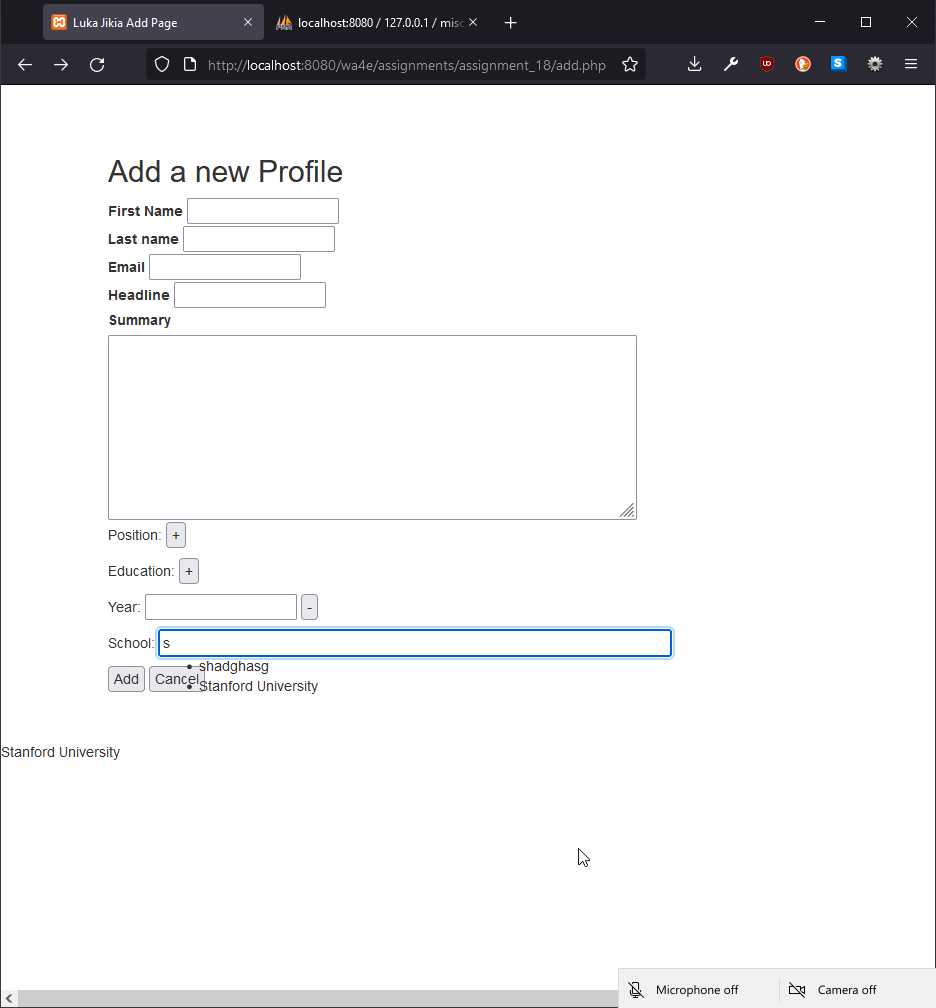 Luka Jikia Add Page
localhost:8080 / 127.0.0.1 / misc
http://localhost:8080/wa4e/assignments/assignment_18/add.php
UD
S
Add a new Profile
First Name
Last name
Email
Headline
Summary
Position: +
Education: +
Year: -
School: s
shadghasg
Add Cancel
Stanford University
Stanford University
Microphone off
Camera off